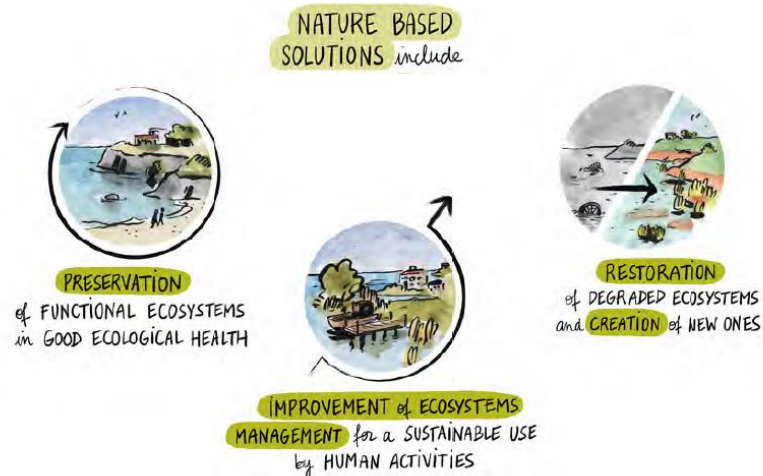 NATURE BASED
SOLUTIONS include
PRESERVATION
of FUNCTIONAL ECOSYSTEMS
in GOOD ECOLOGICAL HEALTH
IMPROVEMENT of ECOSYSTEMS
MANAGEMENT for a SUSTAINABLE USE
by HUMAN ACTIVITIES
RESTORATION
of DEGRADED ECOSYSTEMS
and CREATION of NEW ONES